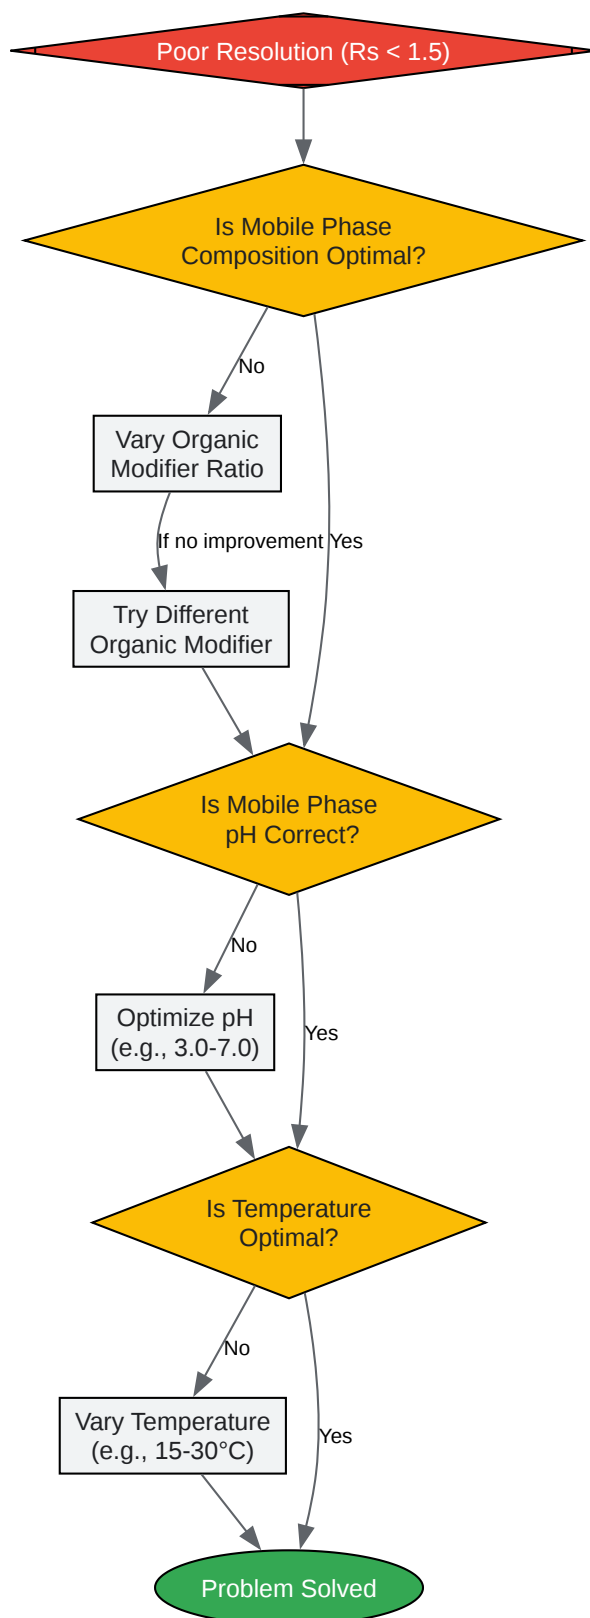 Poor Resolution (Rs < 1.5)
Is Mobile Phase
Composition Optimal?
No
Vary Organic
Modifier Ratio
If no improvement
Yes
Try Different
Organic Modifier
Is Mobile Phase
pH Correct?
No
Optimize pH
(e.g., 3.0-7.0)
Yes
Is Temperature
Optimal?
No
Vary Temperature
(e.g., 15-30°C)
Yes
Problem Solved